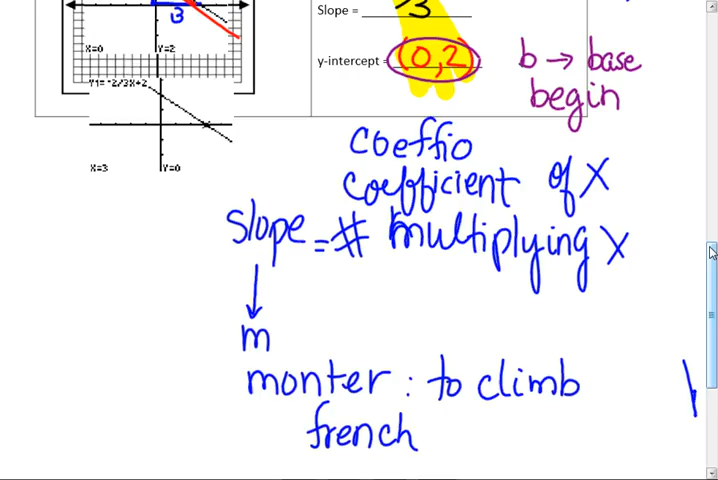 3
X=0 Y=2
Slope = /3
y-intercept = (0,2)
b → base
begin
Y1=-2/3X+2
X=3 Y=0
coeffio
coefficient of x
slope = # multiplying x
m
monter : to climb
french